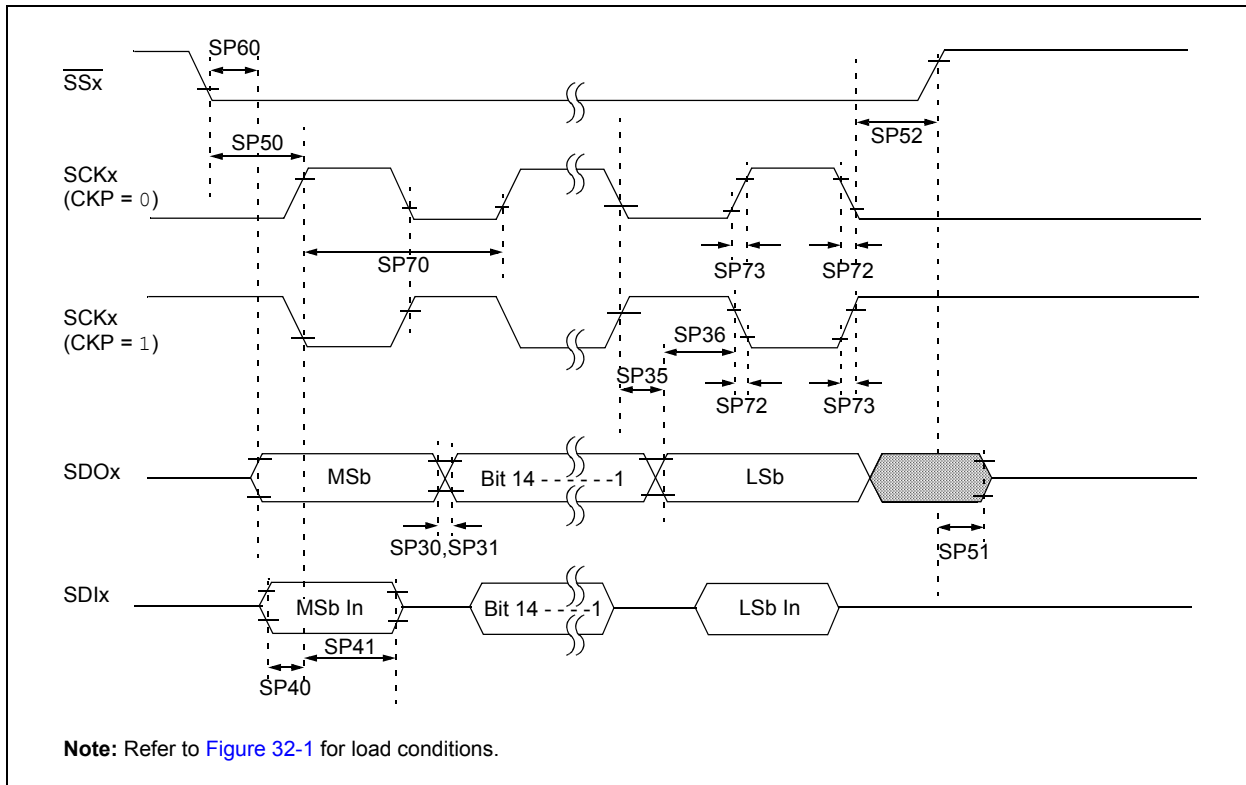 SP60
SSx
SP50
SP52
SCKx
(CKP = 0)
SP70
SP73
SP72
SCKx
(CKP = 1)
SP36
SP35
SP72
SP73
SDOx
MSb
Bit 14 - - - - - -1
LSb
SP30,SP31
SP51
SDIx
MSb In
Bit 14 - - - -1
LSb In
SP41
SP40
Note: Refer to Figure 32-1 for load conditions.